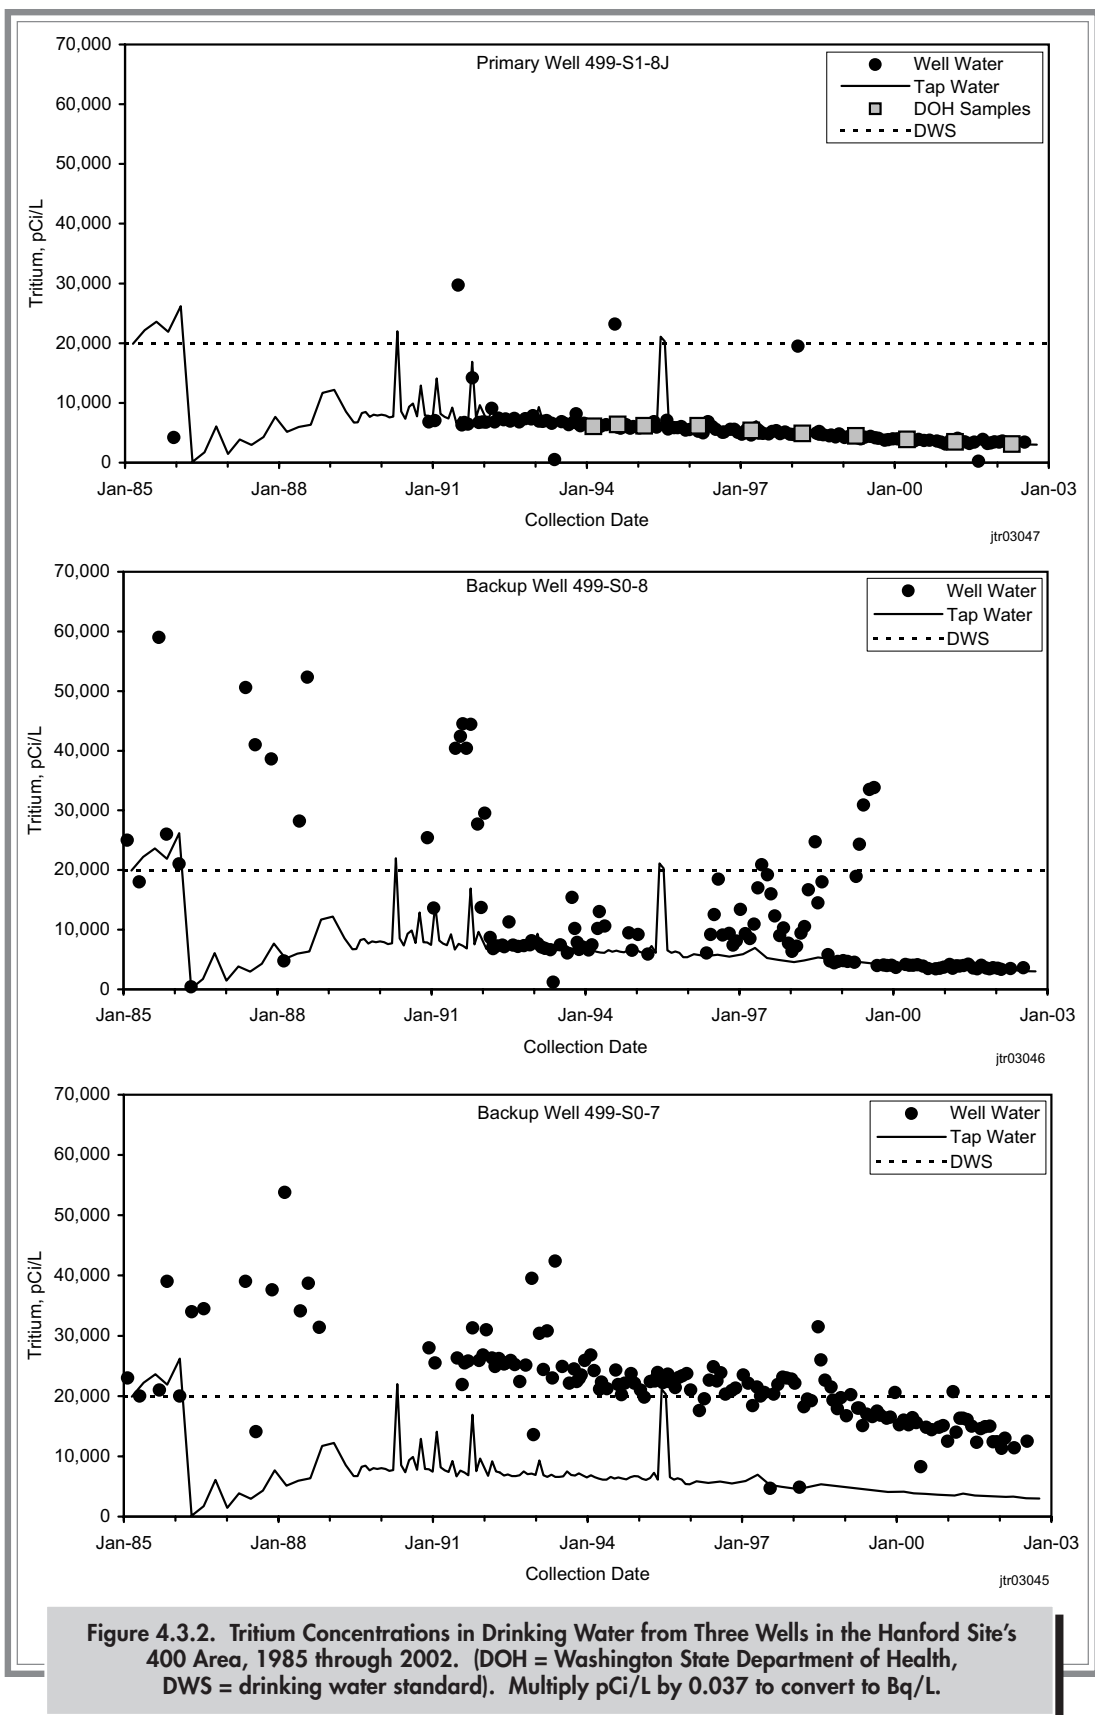 Primary Well 499-S1-8J
Well Water
Tap Water
DOH Samples
DWS
Tritium, pCi/L
70,000
60,000
50,000
40,000
30,000
20,000
10,000
0
Jan-85 Jan-88 Jan-91 Jan-94 Jan-97 Jan-00 Jan-03
Collection Date
jtr03047
Backup Well 499-S0-8
Well Water
Tap Water
DWS
Tritium, pCi/L
70,000
60,000
50,000
40,000
30,000
20,000
10,000
0
Jan-85 Jan-88 Jan-91 Jan-94 Jan-97 Jan-00 Jan-03
Collection Date
jtr03046
Backup Well 499-S0-7
Well Water
Tap Water
DWS
Tritium, pCi/L
70,000
60,000
50,000
40,000
30,000
20,000
10,000
0
Jan-85 Jan-88 Jan-91 Jan-94 Jan-97 Jan-00 Jan-03
Collection Date
jtr03045
Figure 4.3.2. Tritium Concentrations in Drinking Water from Three Wells in the Hanford Site's
400 Area, 1985 through 2002. (DOH = Washington State Department of Health,
DWS = drinking water standard). Multiply pCi/L by 0.037 to convert to Bq/L.